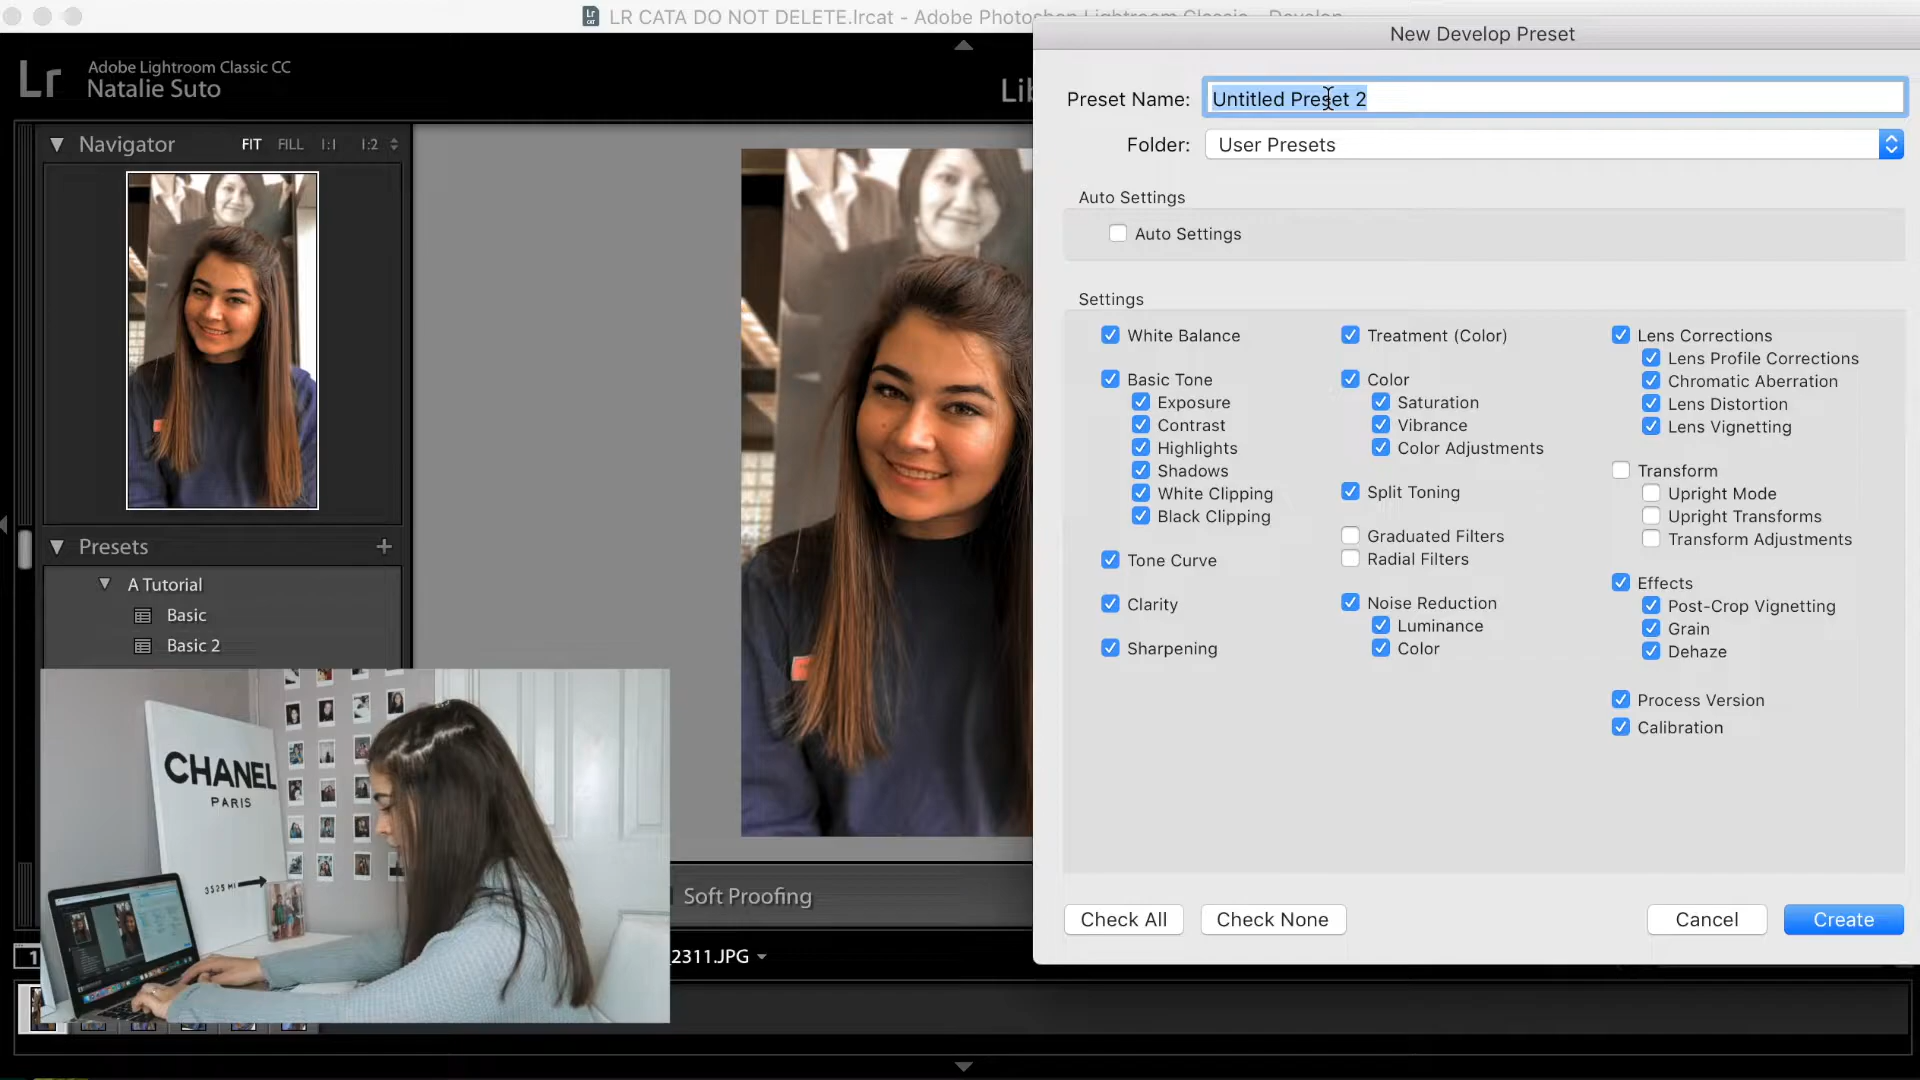 LR CATA DO NOT DELETE.lrcat - Adobe Photoshop Lightroom Classic - Develop
New Develop Preset
Lr
Adobe Lightroom Classic CC
Natalie Suto
Lib
Preset Name: Untitled Preset 2
Folder: User Presets
Navigator FIT FILL 1:1 1:2
Auto Settings
Auto Settings
Settings
White Balance
Basic Tone
Exposure
Contrast
Highlights
Shadows
White Clipping
Black Clipping
Tone Curve
Clarity
Sharpening
Treatment (Color)
Color
Saturation
Vibrance
Color Adjustments
Split Toning
Graduated Filters
Radial Filters
Noise Reduction
Luminance
Color
Lens Corrections
Lens Profile Corrections
Chromatic Aberration
Lens Distortion
Lens Vignetting
Transform
Upright Mode
Upright Transforms
Transform Adjustments
Effects
Post-Crop Vignetting
Grain
Dehaze
Process Version
Calibration
Presets +
A Tutorial
Basic
Basic 2
CHANEL
PARIS
3525 MI
Soft Proofing
1
2311.JPG
Check All
Check None
Cancel
Create